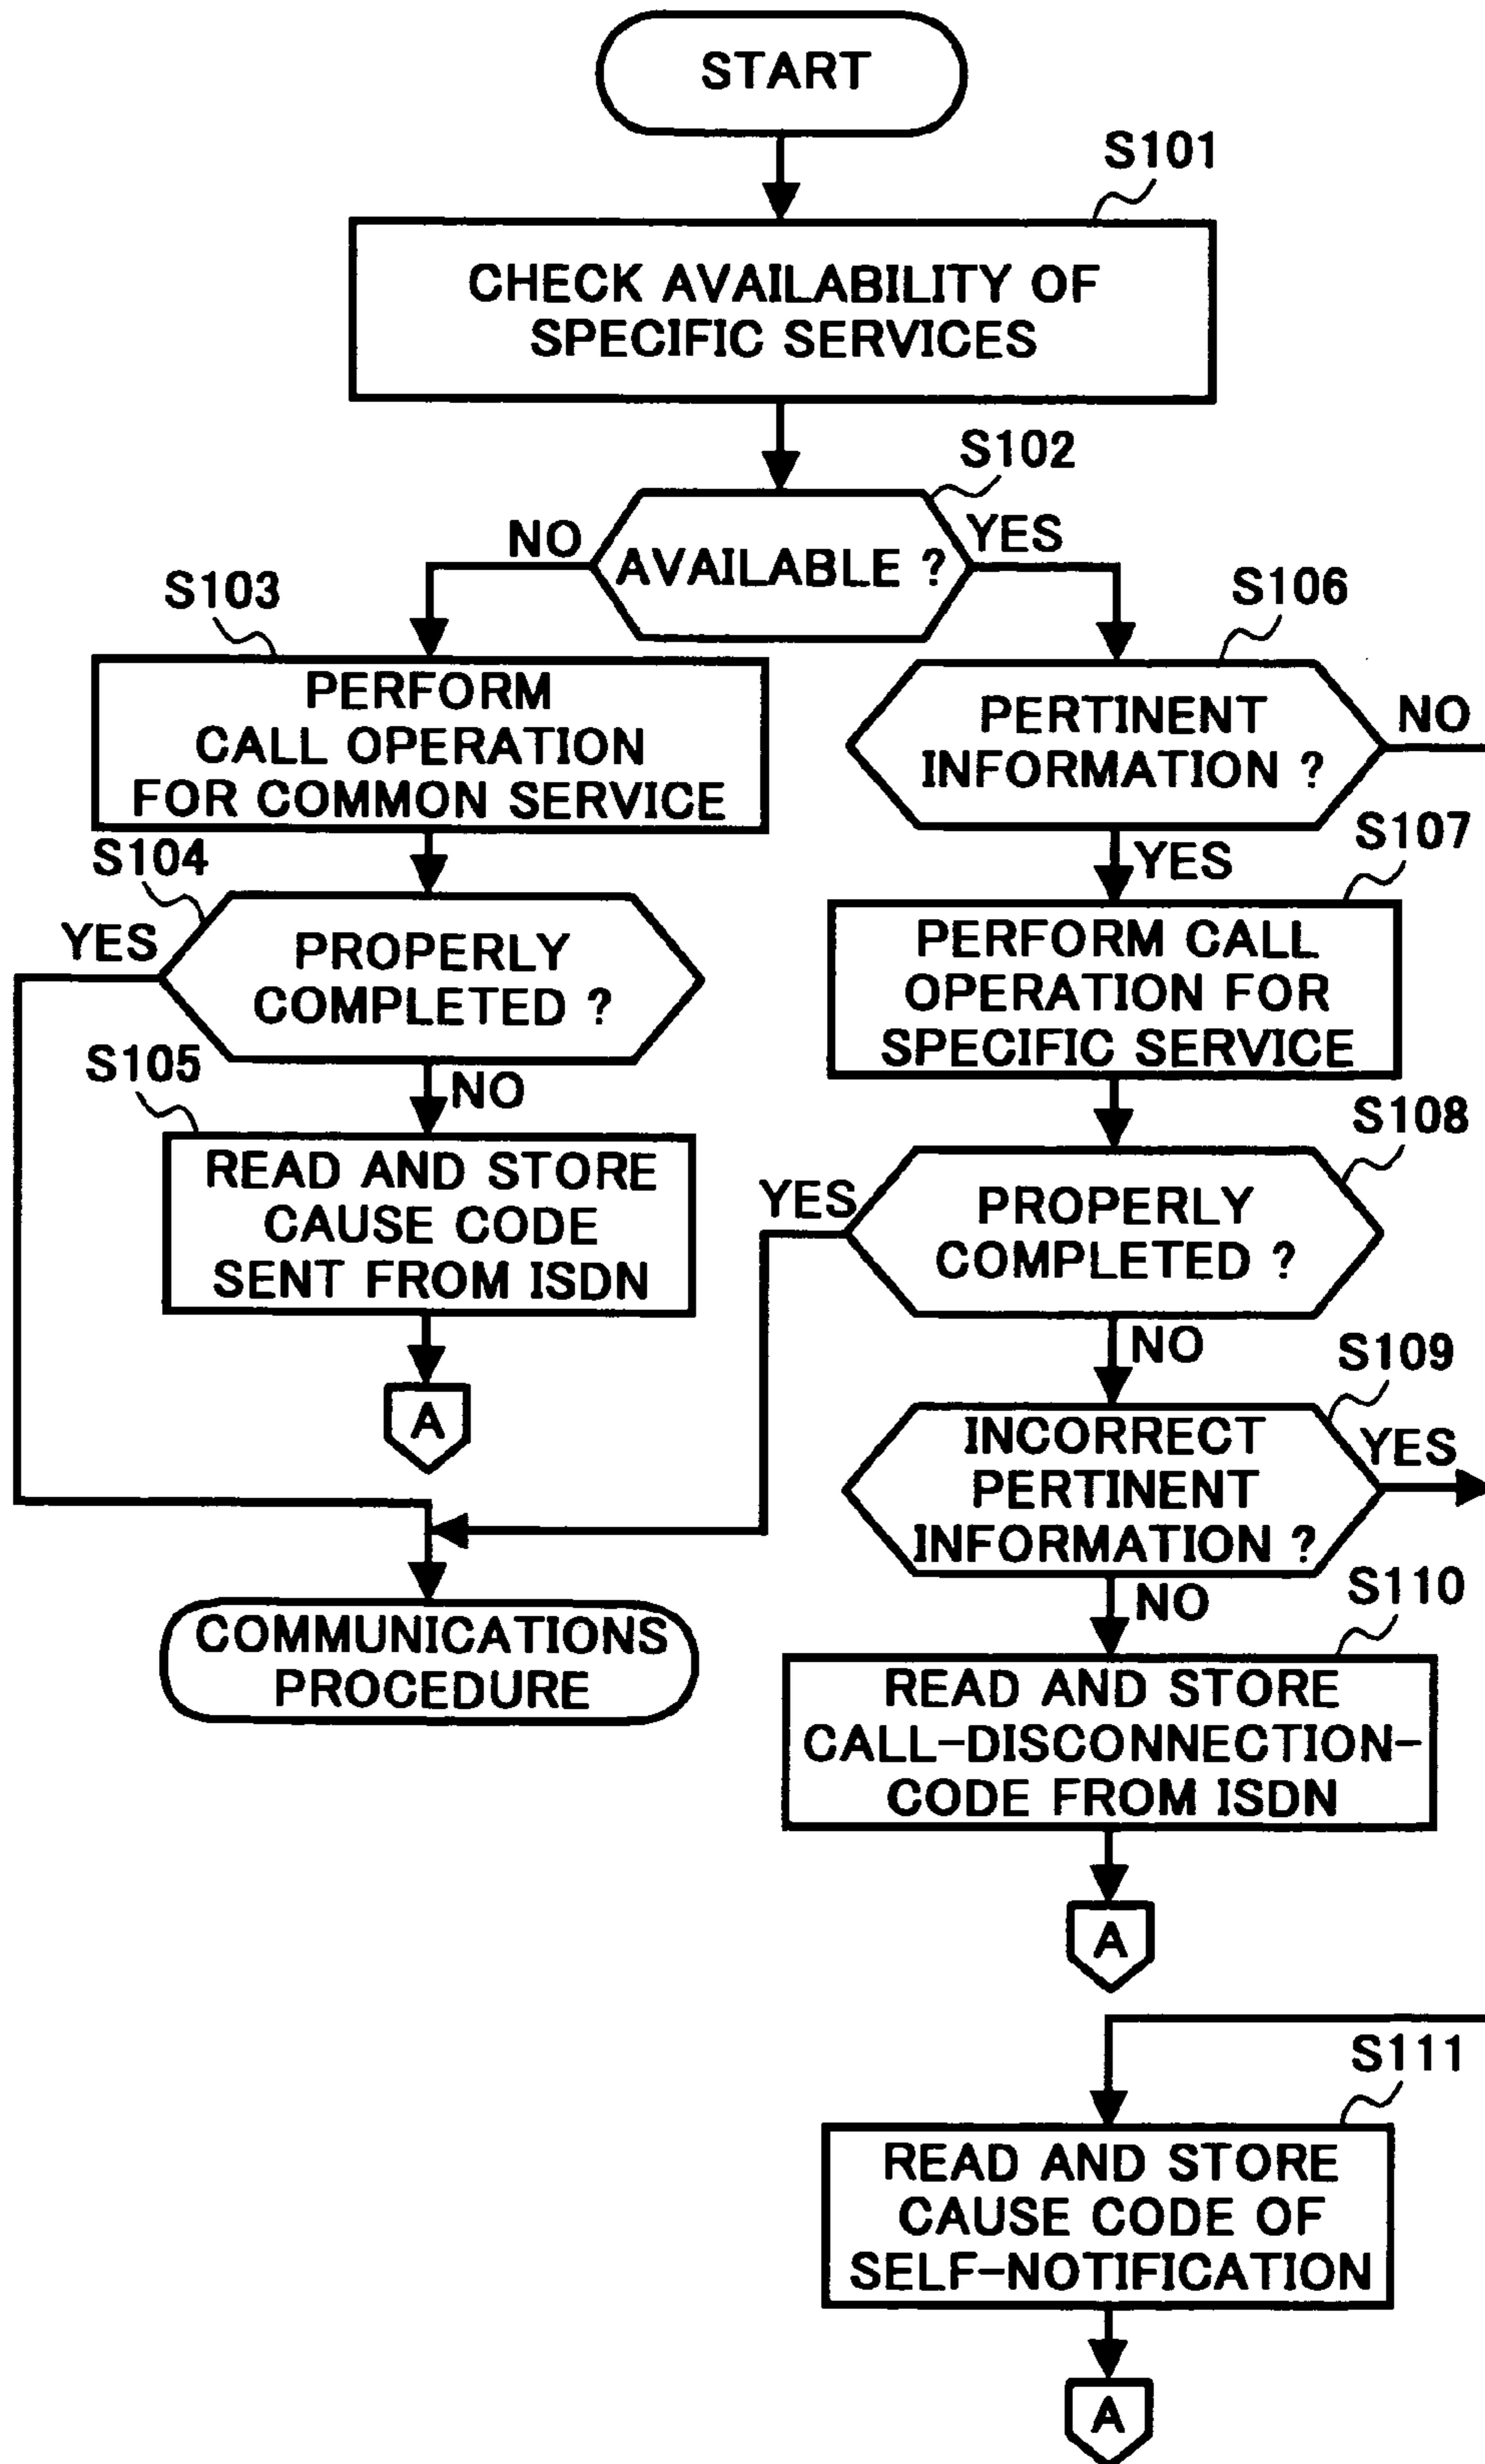 START
S101
CHECK AVAILABILITY OF
SPECIFIC SERVICES
S102
NO
AVAILABLE ?
YES
S103
PERFORM
CALL OPERATION
FOR COMMON SERVICE
S106
PERTINENT
INFORMATION ?
NO
YES
S104
YES
PROPERLY
COMPLETED ?
NO
S107
PERFORM CALL
OPERATION FOR
SPECIFIC SERVICE
S105
READ AND STORE
CAUSE CODE
SENT FROM ISDN
A
S108
YES
PROPERLY
COMPLETED ?
NO
S109
INCORRECT
PERTINENT
INFORMATION ?
YES
NO
COMMUNICATIONS
PROCEDURE
S110
READ AND STORE
CALL-DISCONNECTION-
CODE FROM ISDN
A
S111
READ AND STORE
CAUSE CODE OF
SELF-NOTIFICATION
A